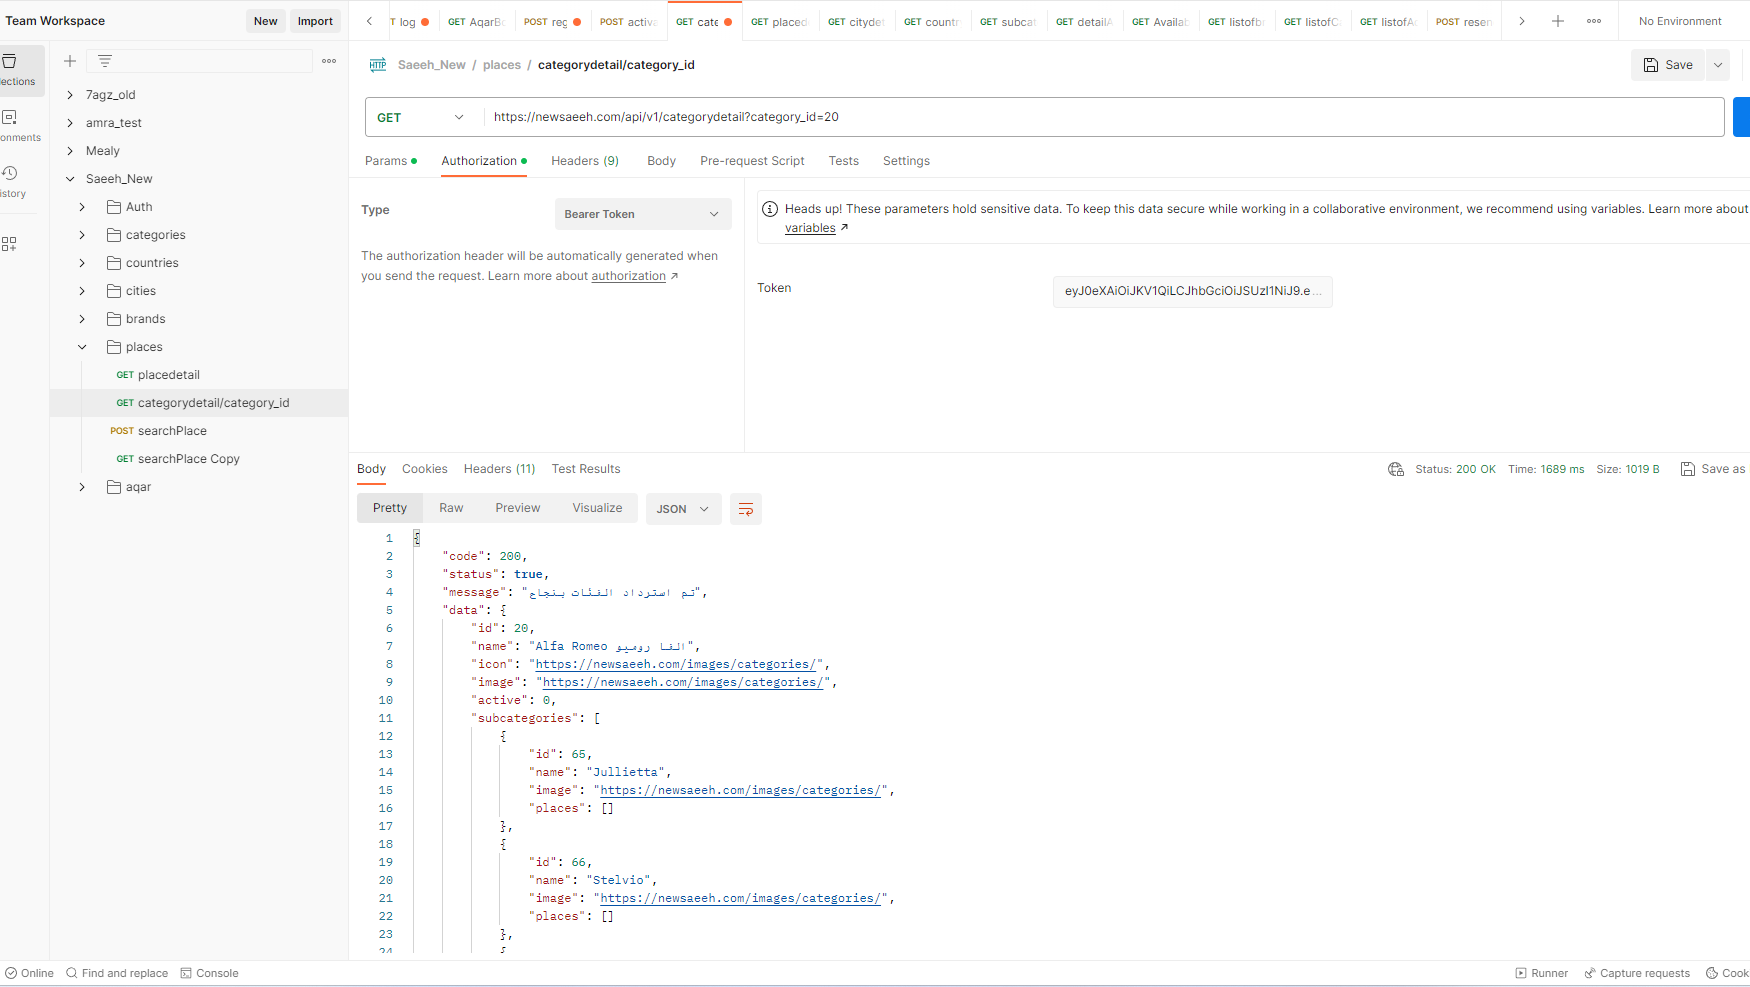 Team Workspace
New
Import
log
GET AqarB
POST reg
POST activa
GET cate
GET placed
GET cityde
GET countr
GET subcat
GET detailA
GET Availa
GET listofb
GET listofC
GET listofA
POST reser
No Environment
lections
onments
istory
7agz_old
amra_test
Mealy
Saeeh_New
Auth
categories
countries
cities
brands
places
GET placedetail
GET categorydetail/category_id
POST searchPlace
GET searchPlace Copy
aqar
HTTP Saeeh_New / places / categorydetail/category_id
Save
GET https://newsaeeh.com/api/v1/categorydetail?category_id=20
Params Authorization Headers (9) Body Pre-request Script Tests Settings
Type Bearer Token
The authorization header will be automatically generated when
you send the request. Learn more about authorization ↗
Heads up! These parameters hold sensitive data. To keep this data secure while working in a collaborative environment, we recommend using variables. Learn more about
variables ↗
Token eyJ0eXAiOiJKV1QiLCJhbGciOiJSUzI1NiJ9.e...
Body Cookies Headers (11) Test Results
Status: 200 OK Time: 1689 ms Size: 1019 B Save as
Pretty Raw Preview Visualize JSON
1 {
2 "code": 200,
3 "status": true,
4 "message": "تم استرداد الفئات بنجاح",
5 "data": {
6 "id": 20,
7 "name": "Alfa Romeo الفا روميو",
8 "icon": "https://newsaeeh.com/images/categories/",
9 "image": "https://newsaeeh.com/images/categories/",
10 "active": 0,
11 "subcategories": [
12 {
13 "id": 65,
14 "name": "Jullietta",
15 "image": "https://newsaeeh.com/images/categories/",
16 "places": []
17 },
18 {
19 "id": 66,
20 "name": "Stelvio",
21 "image": "https://newsaeeh.com/images/categories/",
22 "places": []
23 },
24 {
Online Find and replace Console
Runner Capture requests Cook